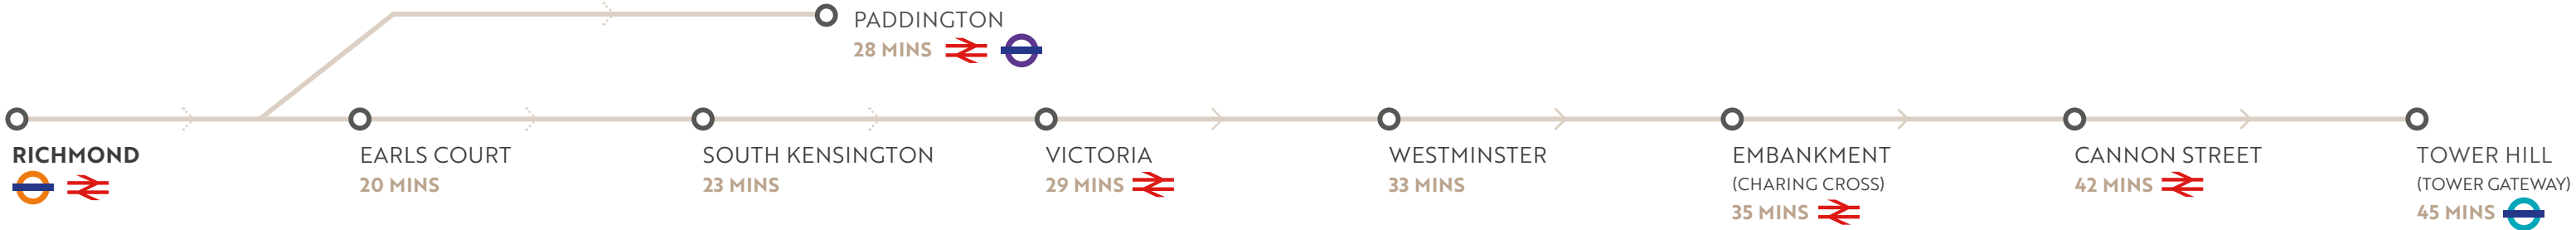 PADDINGTON
28 MINS
RICHMOND
EARLS COURT
20 MINS
SOUTH KENSINGTON
23 MINS
VICTORIA
29 MINS
WESTMINSTER
33 MINS
EMBANKMENT
(CHARING CROSS)
35 MINS
CANNON STREET
42 MINS
TOWER HILL
(TOWER GATEWAY)
45 MINS